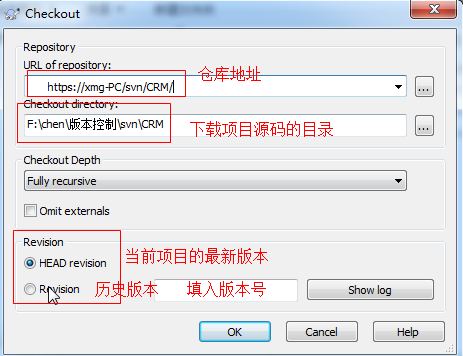 Checkout
Repository
URL of repository:
仓库地址
https://xmg-PC/svn/CRM/
...
Checkout directory:
F:\chen\版本控制\svn\CRM
下载项目源码的目录
...
Checkout Depth
Fully recursive
Omit externals
Revision
当前项目的最新版本
HEAD revision
Revision
历史版本
填入版本号
Show log
OK
Cancel
Help